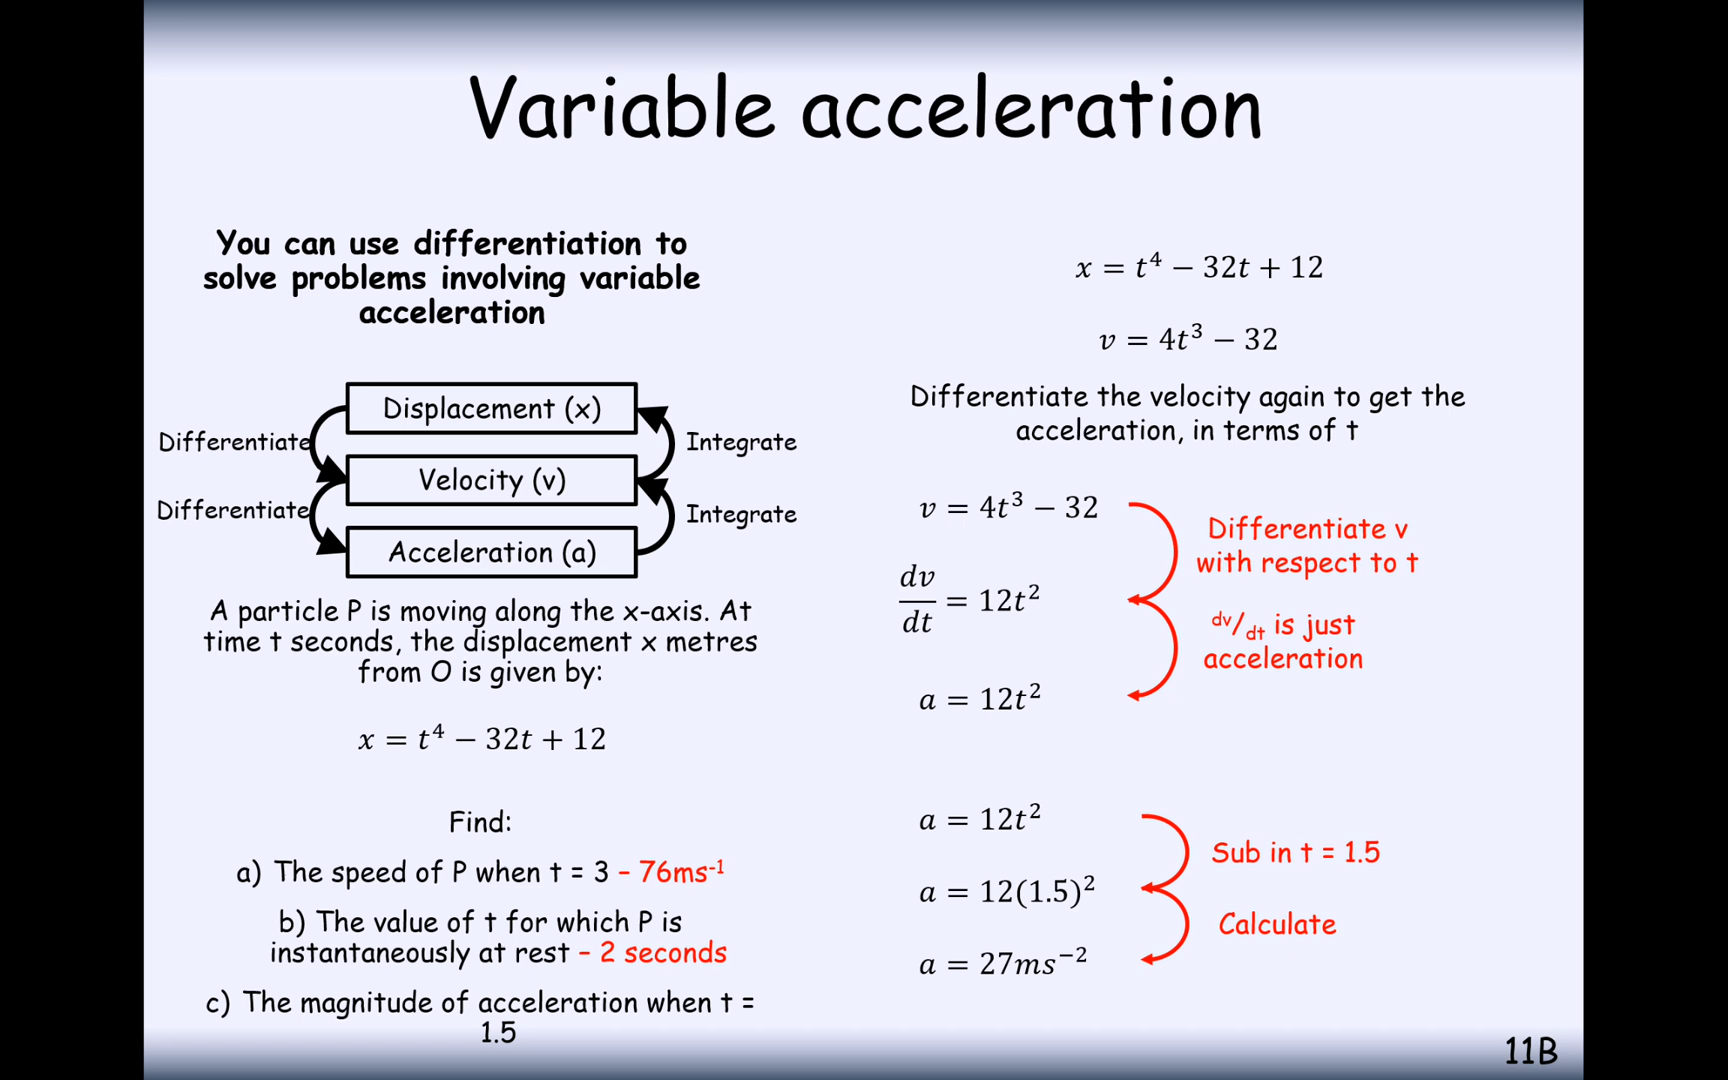 Variable acceleration
You can use differentiation to
solve problems involving variable
acceleration
Displacement (x)
Differentiate
Integrate
Velocity (v)
Differentiate
Integrate
Acceleration (a)
A particle P is moving along the x-axis. At
time t seconds, the displacement x metres
from O is given by:
x = t⁴ − 32t + 12
Find:
a) The speed of P when t = 3 – 76ms⁻¹
b) The value of t for which P is
instantaneously at rest – 2 seconds
c) The magnitude of acceleration when t =
1.5
x = t⁴ − 32t + 12
v = 4t³ − 32
Differentiate the velocity again to get the
acceleration, in terms of t
v = 4t³ − 32
Differentiate v
with respect to t
dv/dt = 12t²
dv/dt is just
acceleration
a = 12t²
a = 12t²
Sub in t = 1.5
a = 12(1.5)²
Calculate
a = 27ms⁻²
11B